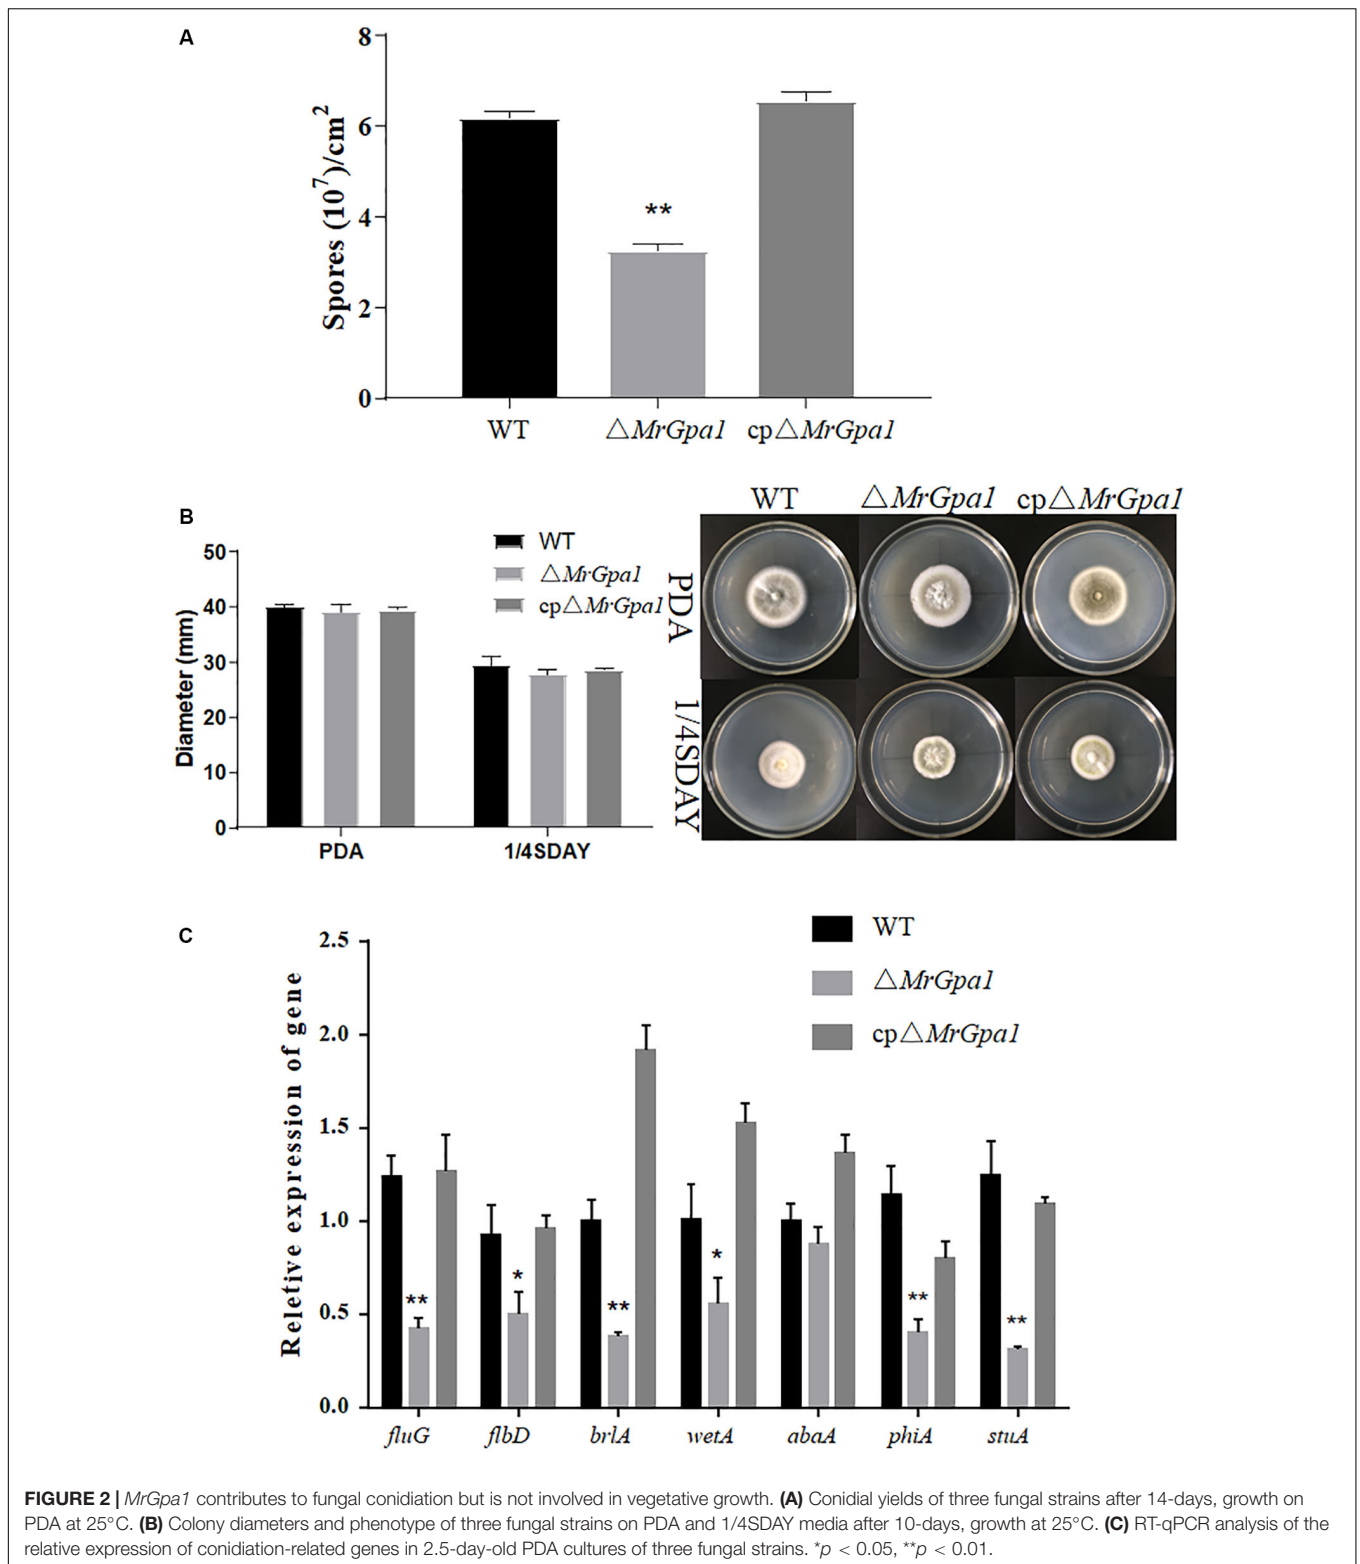 A
8
6
4
2
0
Spores (10⁷)/cm²
**
WT △MrGpa1 cp△MrGpa1
B
50
40
30
20
10
0
Diameter (mm)
WT
△MrGpa1
cp△MrGpa1
PDA 1/4SDAY
WT △MrGpa1 cp△MrGpa1
PDA
1/4SDAY
C
2.5
2.0
1.5
1.0
0.5
0.0
Reletive expression of gene
WT
△MrGpa1
cp△MrGpa1
** * ** * ** **
fluG flbD brlA wetA abaA phiA stuA
FIGURE 2 | MrGpa1 contributes to fungal conidiation but is not involved in vegetative growth. (A) Conidial yields of three fungal strains after 14-days, growth on
PDA at 25°C. (B) Colony diameters and phenotype of three fungal strains on PDA and 1/4SDAY media after 10-days, growth at 25°C. (C) RT-qPCR analysis of the
relative expression of conidiation-related genes in 2.5-day-old PDA cultures of three fungal strains. *p < 0.05, **p < 0.01.